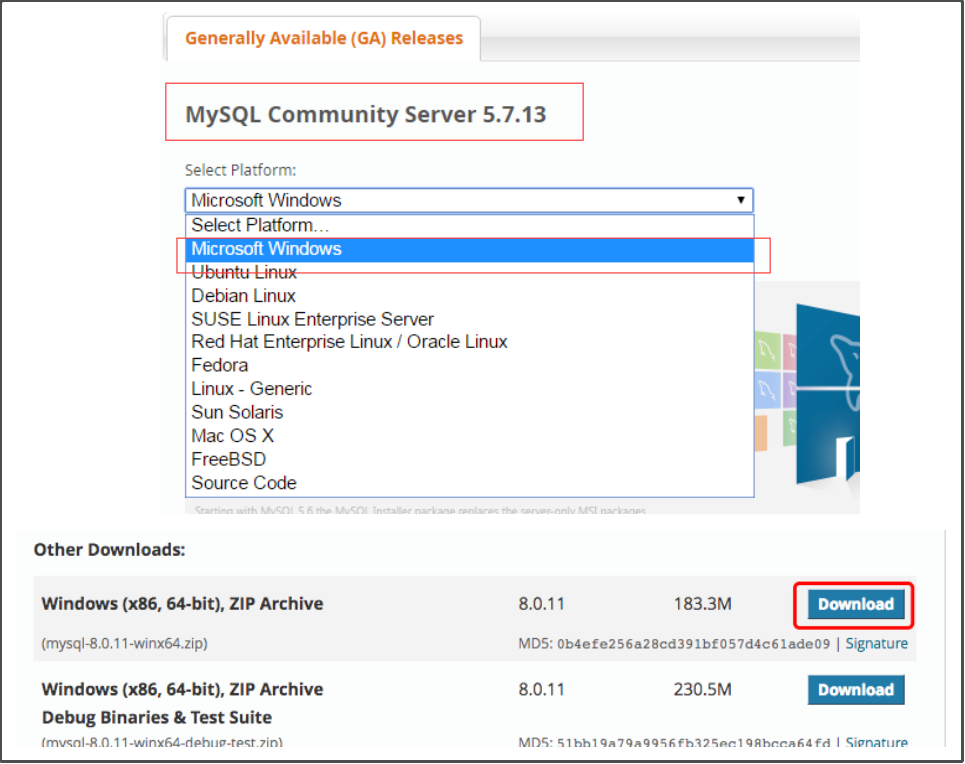 Generally Available (GA) Releases
MySQL Community Server 5.7.13
Select Platform:
Microsoft Windows
Select Platform…
Microsoft Windows
Ubuntu Linux
Debian Linux
SUSE Linux Enterprise Server
Red Hat Enterprise Linux / Oracle Linux
Fedora
Linux - Generic
Sun Solaris
Mac OS X
FreeBSD
Source Code
Starting with MySQL 5.6 the MySQL Installer package replaces the server-only MSI packages.
Other Downloads:
Windows (x86, 64-bit), ZIP Archive 8.0.11 183.3M Download
(mysql-8.0.11-winx64.zip) MD5: 0b4efe256a28cd391bf057d4c61ade09 | Signature
Windows (x86, 64-bit), ZIP Archive 8.0.11 230.5M Download
Debug Binaries & Test Suite
(mysql-8.0.11-winx64-debug-test.zip) MD5: 51bb19a79a9956fb325ec198bcca64fd | Signature